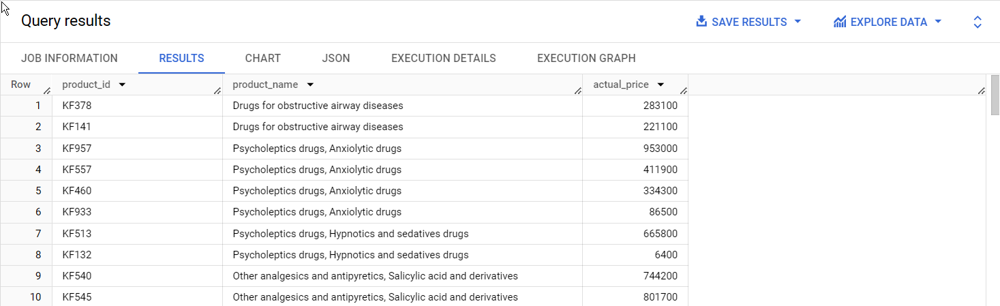 Query results SAVE RESULTS EXPLORE DATA
JOB INFORMATION RESULTS CHART JSON EXECUTION DETAILS EXECUTION GRAPH
Row product_id product_name actual_price
1 KF378 Drugs for obstructive airway diseases 283100
2 KF141 Drugs for obstructive airway diseases 221100
3 KF957 Psycholeptics drugs, Anxiolytic drugs 953000
4 KF557 Psycholeptics drugs, Anxiolytic drugs 411900
5 KF460 Psycholeptics drugs, Anxiolytic drugs 334300
6 KF933 Psycholeptics drugs, Anxiolytic drugs 86500
7 KF513 Psycholeptics drugs, Hypnotics and sedatives drugs 665800
8 KF132 Psycholeptics drugs, Hypnotics and sedatives drugs 6400
9 KF540 Other analgesics and antipyretics, Salicylic acid and derivatives 744200
10 KF545 Other analgesics and antipyretics, Salicylic acid and derivatives 801700